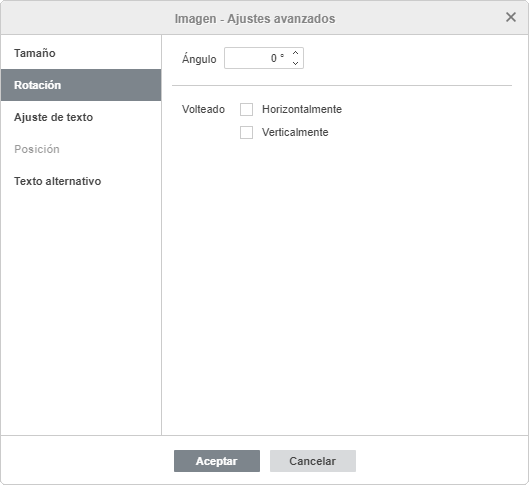 Imagen - Ajustes avanzados
Tamaño
Rotación
Ajuste de texto
Posición
Texto alternativo
Ángulo 0 °
Volteado Horizontalmente
Verticalmente
Aceptar Cancelar